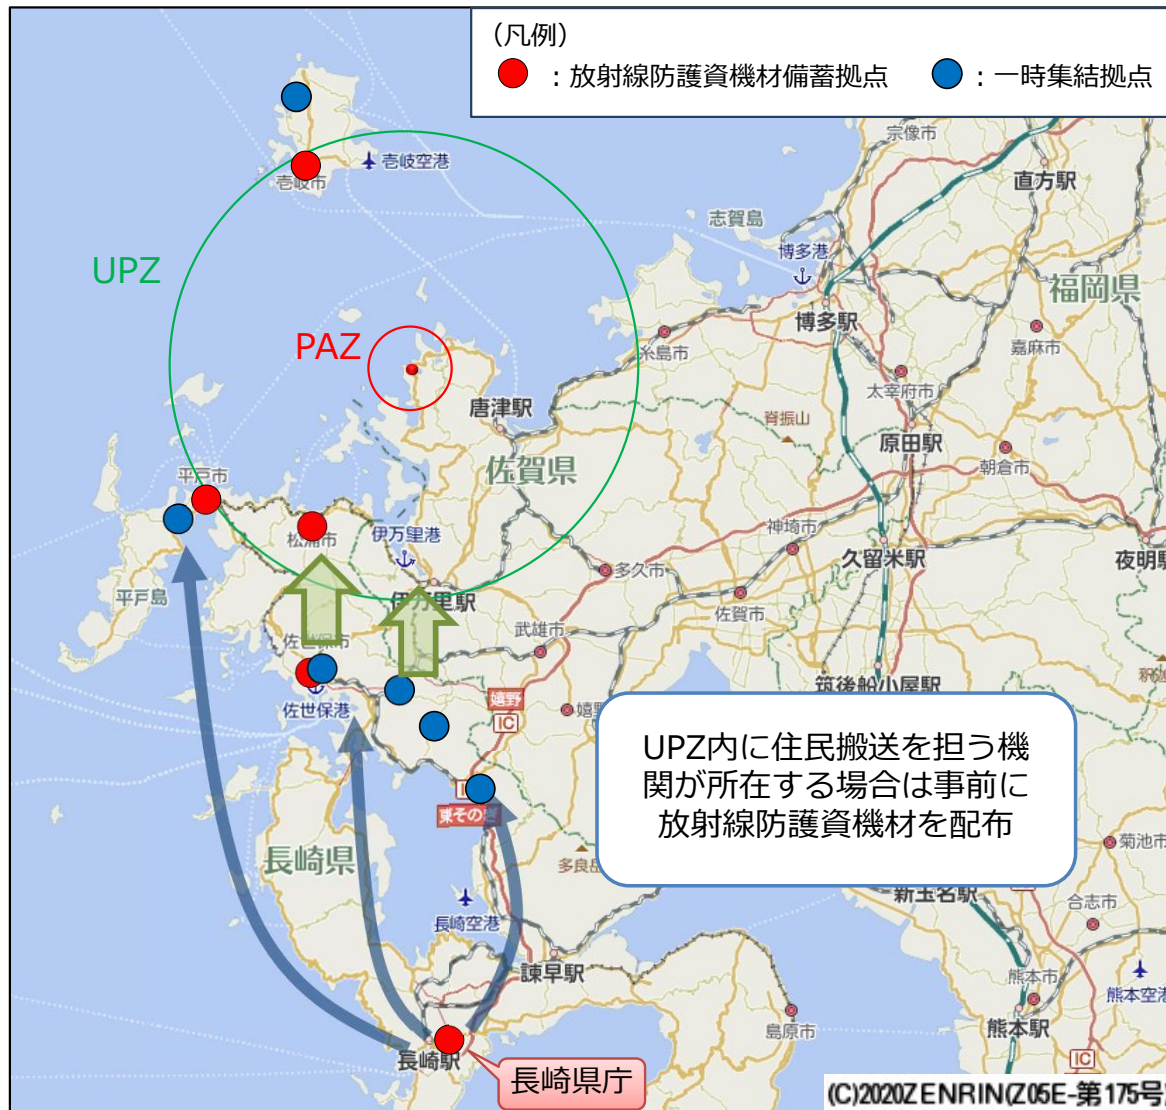 (凡例)
：放射線防護資機材備蓄拠点
：一時集結拠点
宗像市
直方駅
壱岐空港
壱岐市
志賀島
博多港
UPZ
福岡県
博多駅
PAZ
糸島市
嘉麻市
太宰府市
唐津駅
脊振山
原田駅
佐賀県
朝倉市
平戸市
神埼市
伊万里港
松浦市
久留米駅
夜明駅
多久市
平戸島
伊万里駅
佐賀市
武雄市
佐世保市
筑後船小屋駅
嬉野
IC
佐世保港
UPZ内に住民搬送を担う機
関が所在する場合は事前に
放射線防護資機材を配布
東その
菊池市
長崎県
多良岳
新玉名駅
合志市
長崎空港
諫早駅
熊本市
熊本空港
島原市
熊本駅
長崎駅
IC
長崎県庁
(C)2020ZENRIN(Z05E-第175号)